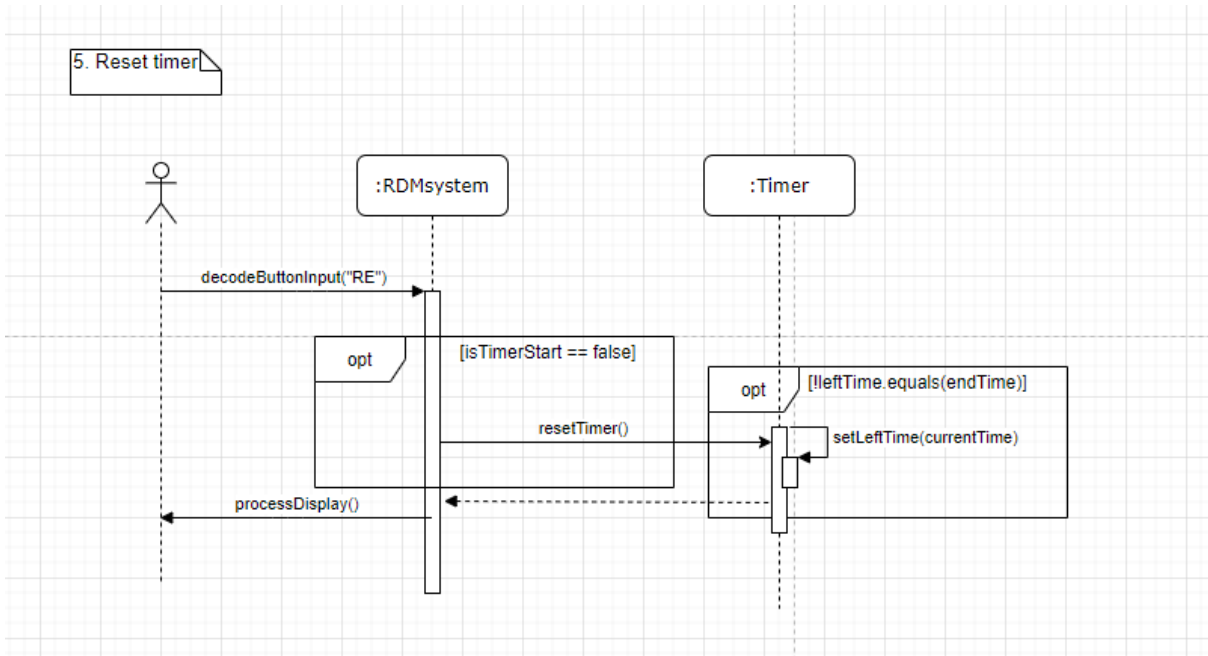 5. Reset timer
:RDMsystem
:Timer
decodeButtonInput("RE")
opt
[isTimerStart == false]
opt
[!leftTime.equals(endTime)]
resetTimer()
setLeftTime(currentTime)
processDisplay()